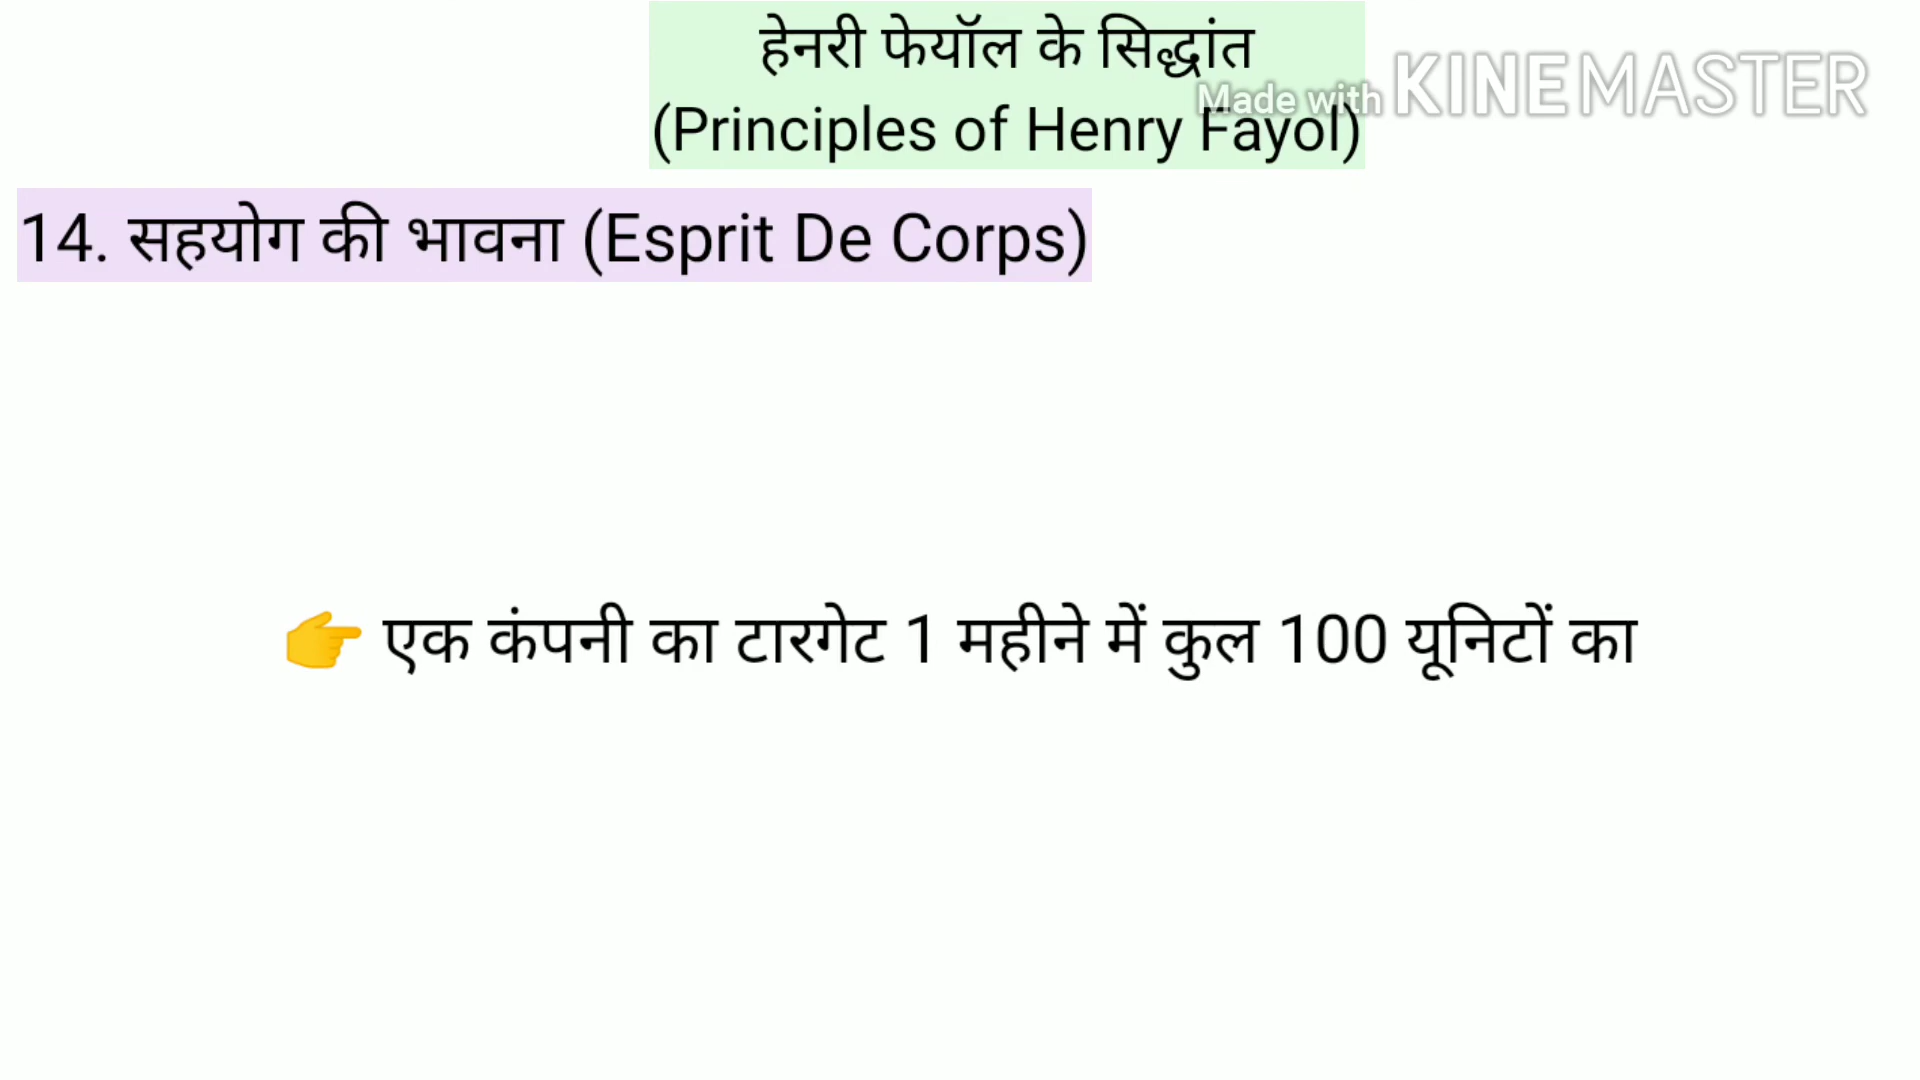 हेनरी फेयॉल के सिद्धांत
(Principles of Henry Fayol)
Made with KINEMASTER
14. सहयोग की भावना (Esprit De Corps)
👉 एक कंपनी का टारगेट 1 महीने में कुल 100 यूनिटों का